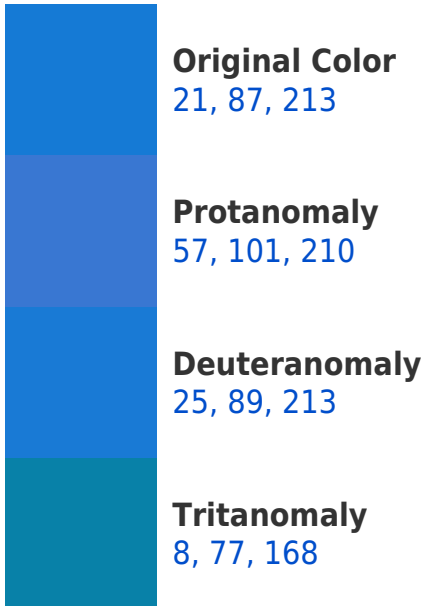 Original Color
21, 87, 213
Protanomaly
57, 101, 210
Deuteranomaly
25, 89, 213
Tritanomaly
8, 77, 168